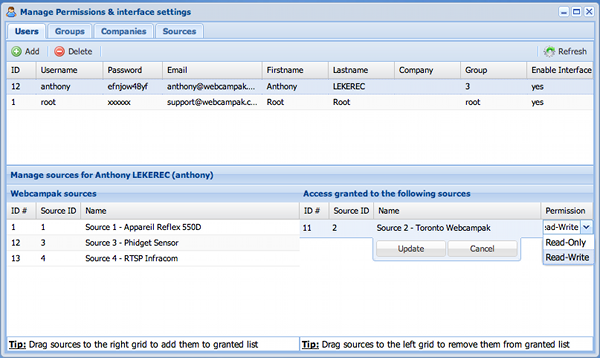 Manage Permissions & interface settings
Users Groups Companies Sources
Add Delete Refresh
ID Username Password Email Firstname Lastname Company Group Enable Interface
12 anthony efnjow48yf anthony@webcampak.... Anthony LEKEREC 3 yes
1 root xxxxxx support@webcampak.c... Root Root root yes
Manage sources for Anthony LEKEREC (anthony)
Webcampak sources Access granted to the following sources
ID # Source ID Name ID # Source ID Name Permission
1 1 Source 1 - Appareil Reflex 550D 11 2 Source 2 - Toronto Webcampak ead-Write
12 3 Source 3 - Phidget Sensor Update Cancel Read-Only
13 4 Source 4 - RTSP Infracom Read-Write
Tip: Drag sources to the right grid to add them to granted list Tip: Drag sources to the left grid to remove them from granted list